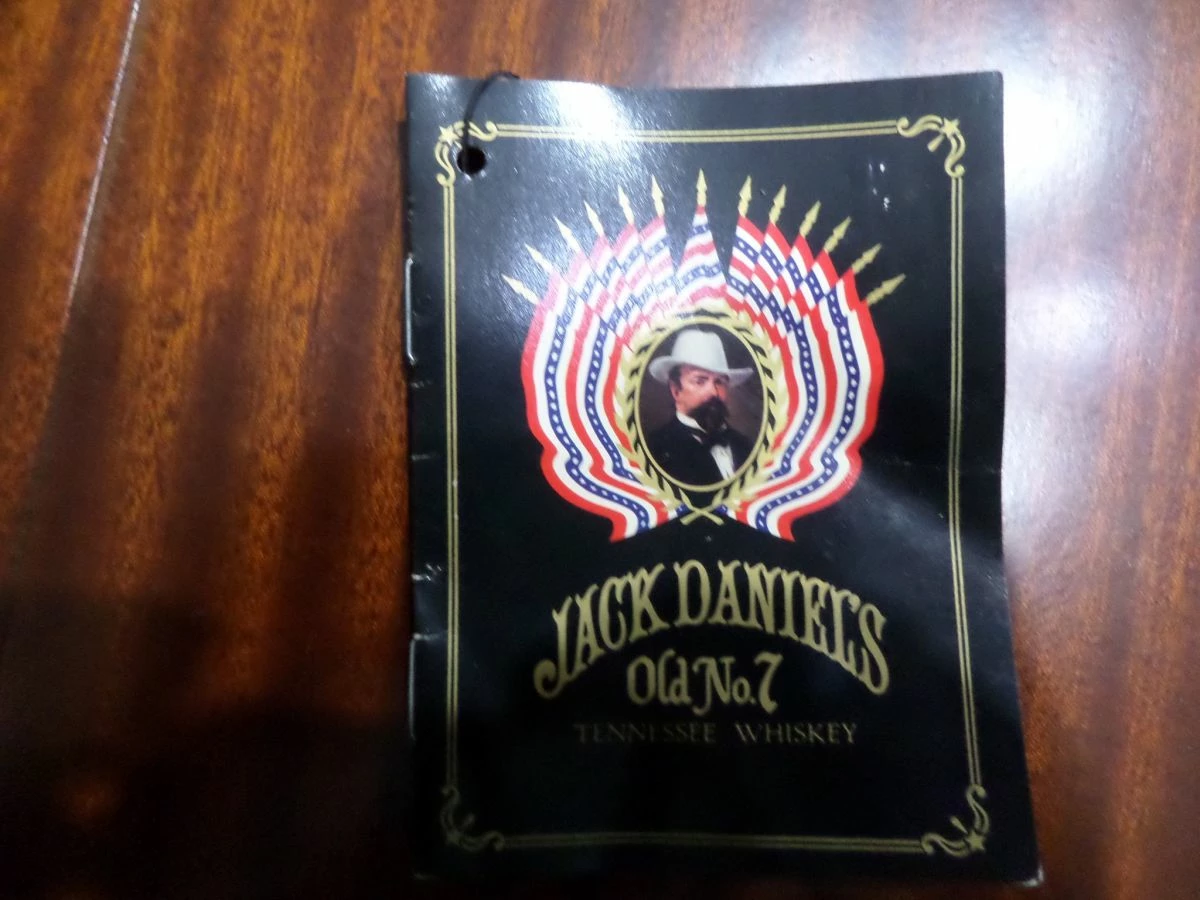 JACK DANIEL'S
Old No. 7
TENNESSEE WHISKEY